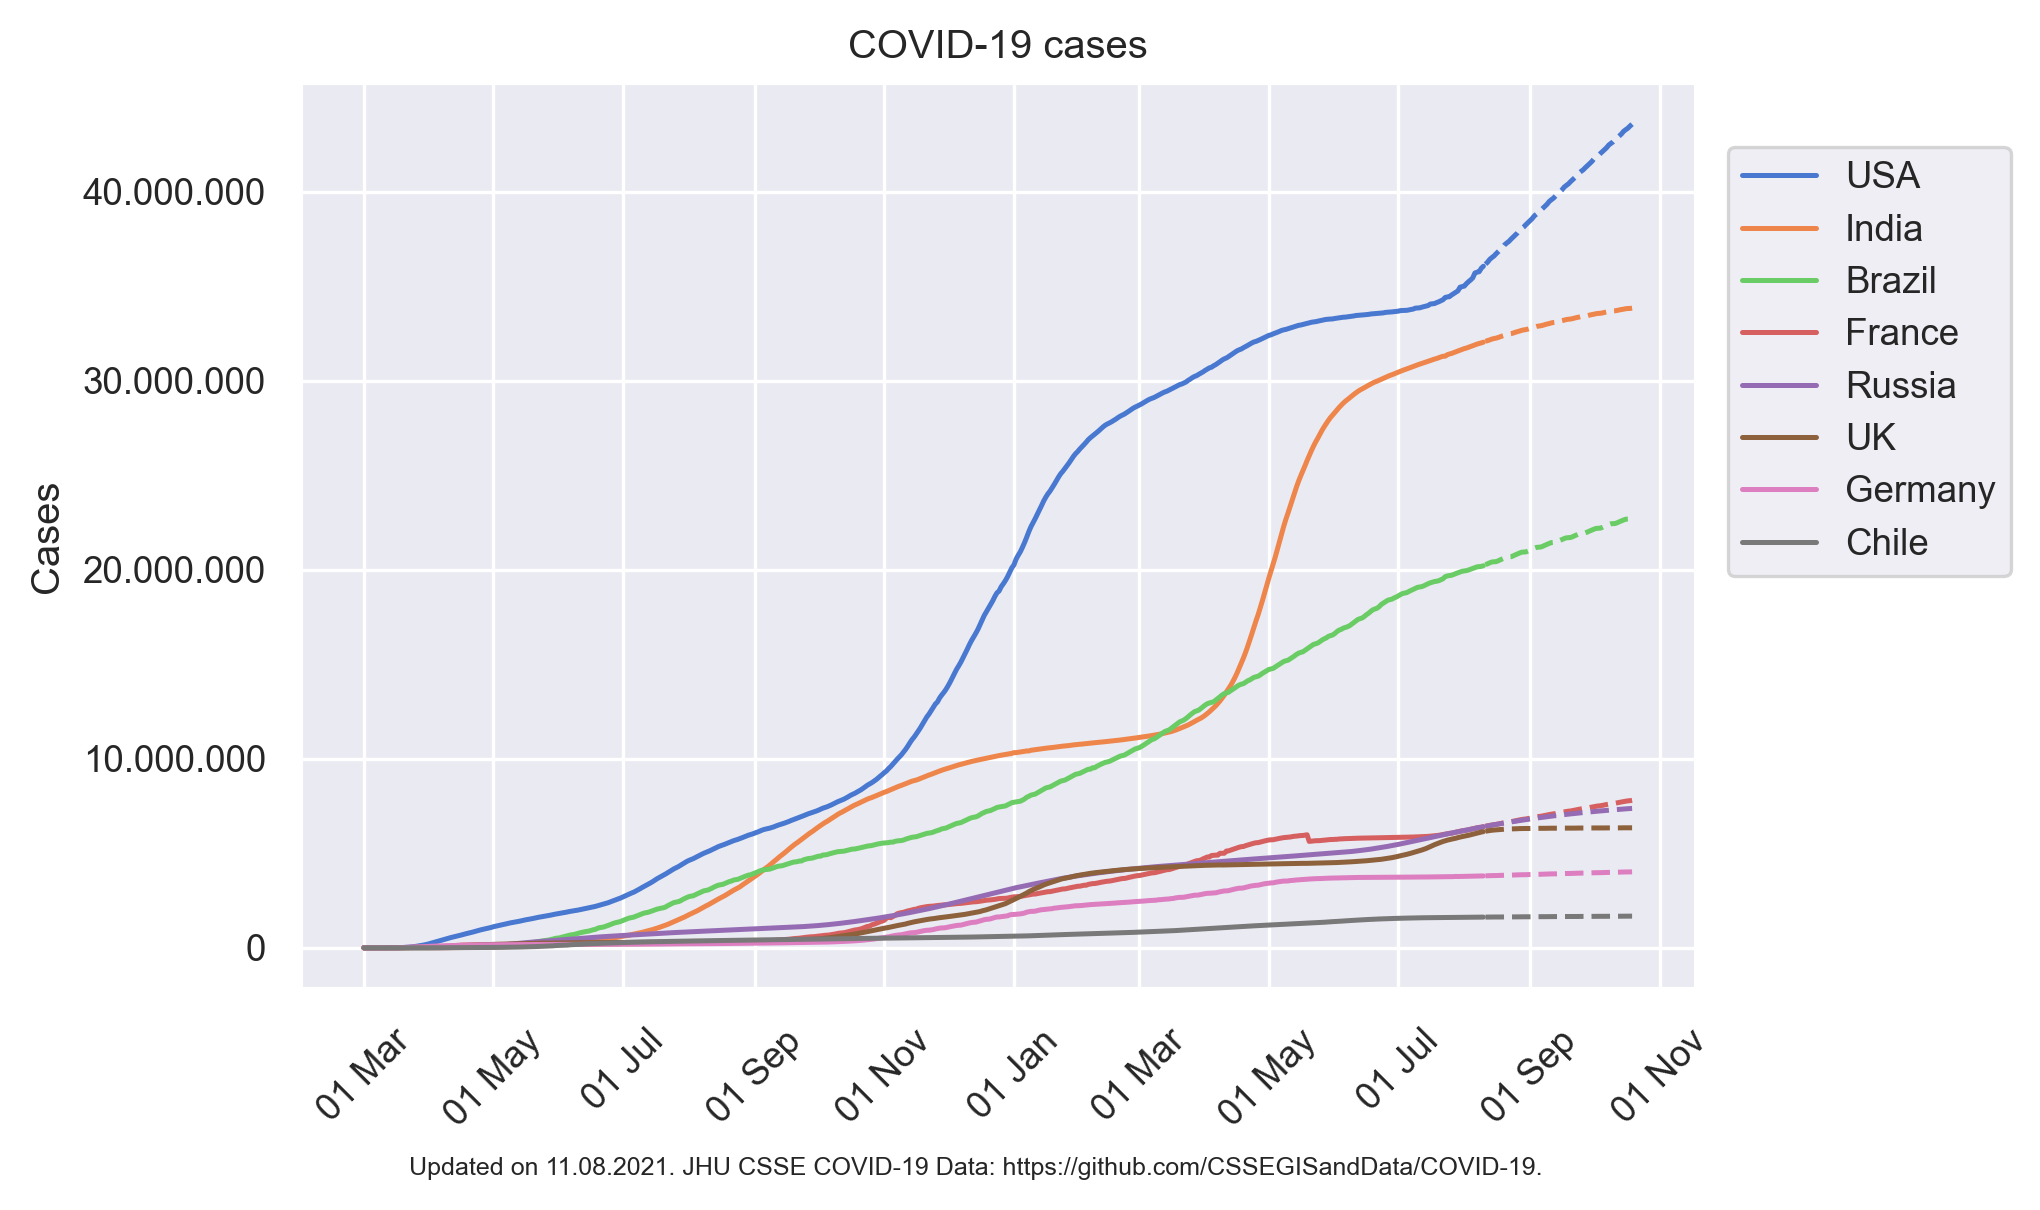 COVID-19 cases
40.000.000
30.000.000
20.000.000
10.000.000
0
Cases
01 Mar
01 May
01 Jul
01 Sep
01 Nov
01 Jan
01 Mar
01 May
01 Jul
01 Sep
01 Nov
USA
India
Brazil
France
Russia
UK
Germany
Chile
Updated on 11.08.2021. JHU CSSE COVID-19 Data: https://github.com/CSSEGISandData/COVID-19.